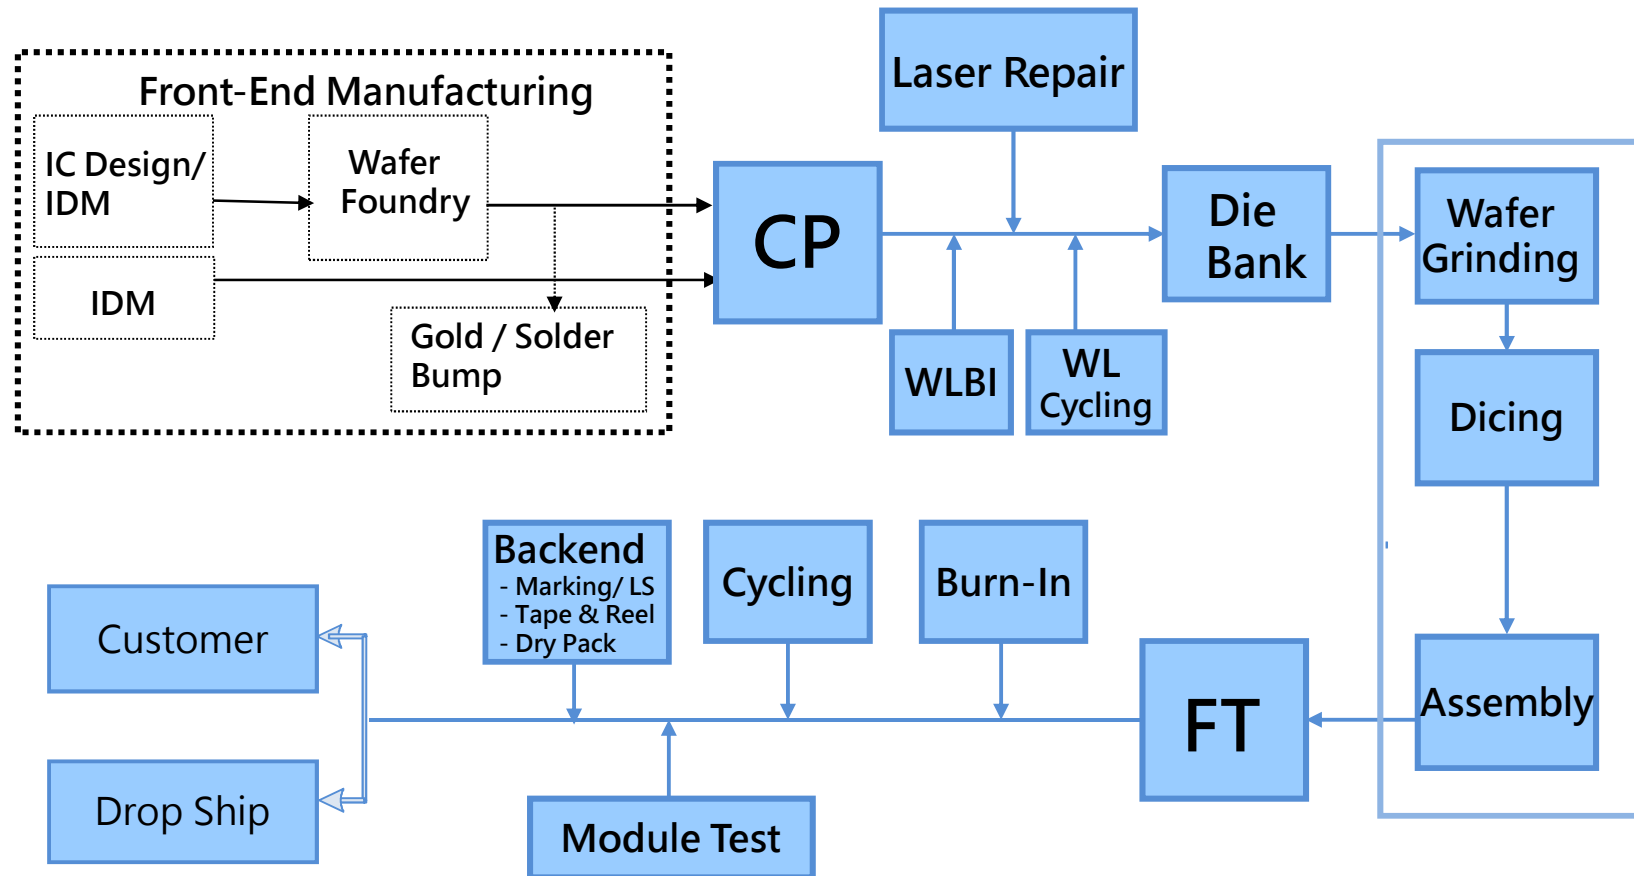 Front-End Manufacturing
IC Design/
IDM
Wafer
Foundry
IDM
Gold / Solder
Bump
CP
Laser Repair
WLBI
WL
Cycling
Die
Bank
Wafer
Grinding
Dicing
Assembly
FT
Burn-In
Cycling
Backend
- Marking/ LS
- Tape & Reel
- Dry Pack
Module Test
Customer
Drop Ship